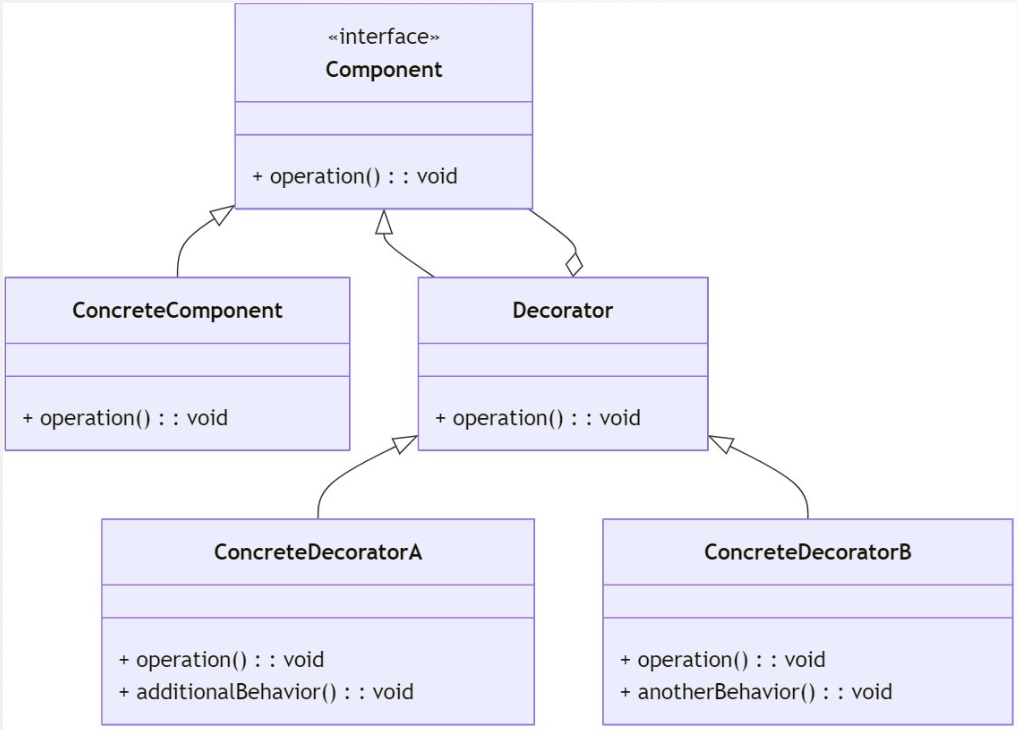 «interface»
Component
+ operation() : : void
ConcreteComponent
+ operation() : : void
Decorator
+ operation() : : void
ConcreteDecoratorA
+ operation() : : void
+ additionalBehavior() : : void
ConcreteDecoratorB
+ operation() : : void
+ anotherBehavior() : : void